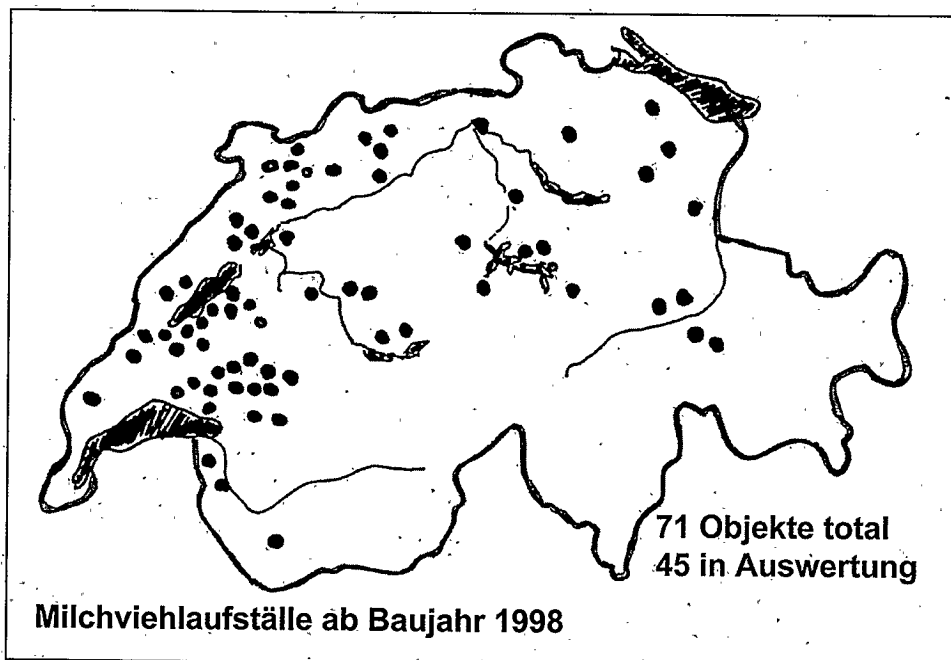 71 Objekte total
45 in Auswertung
Milchviehlaufställe ab Baujahr 1998